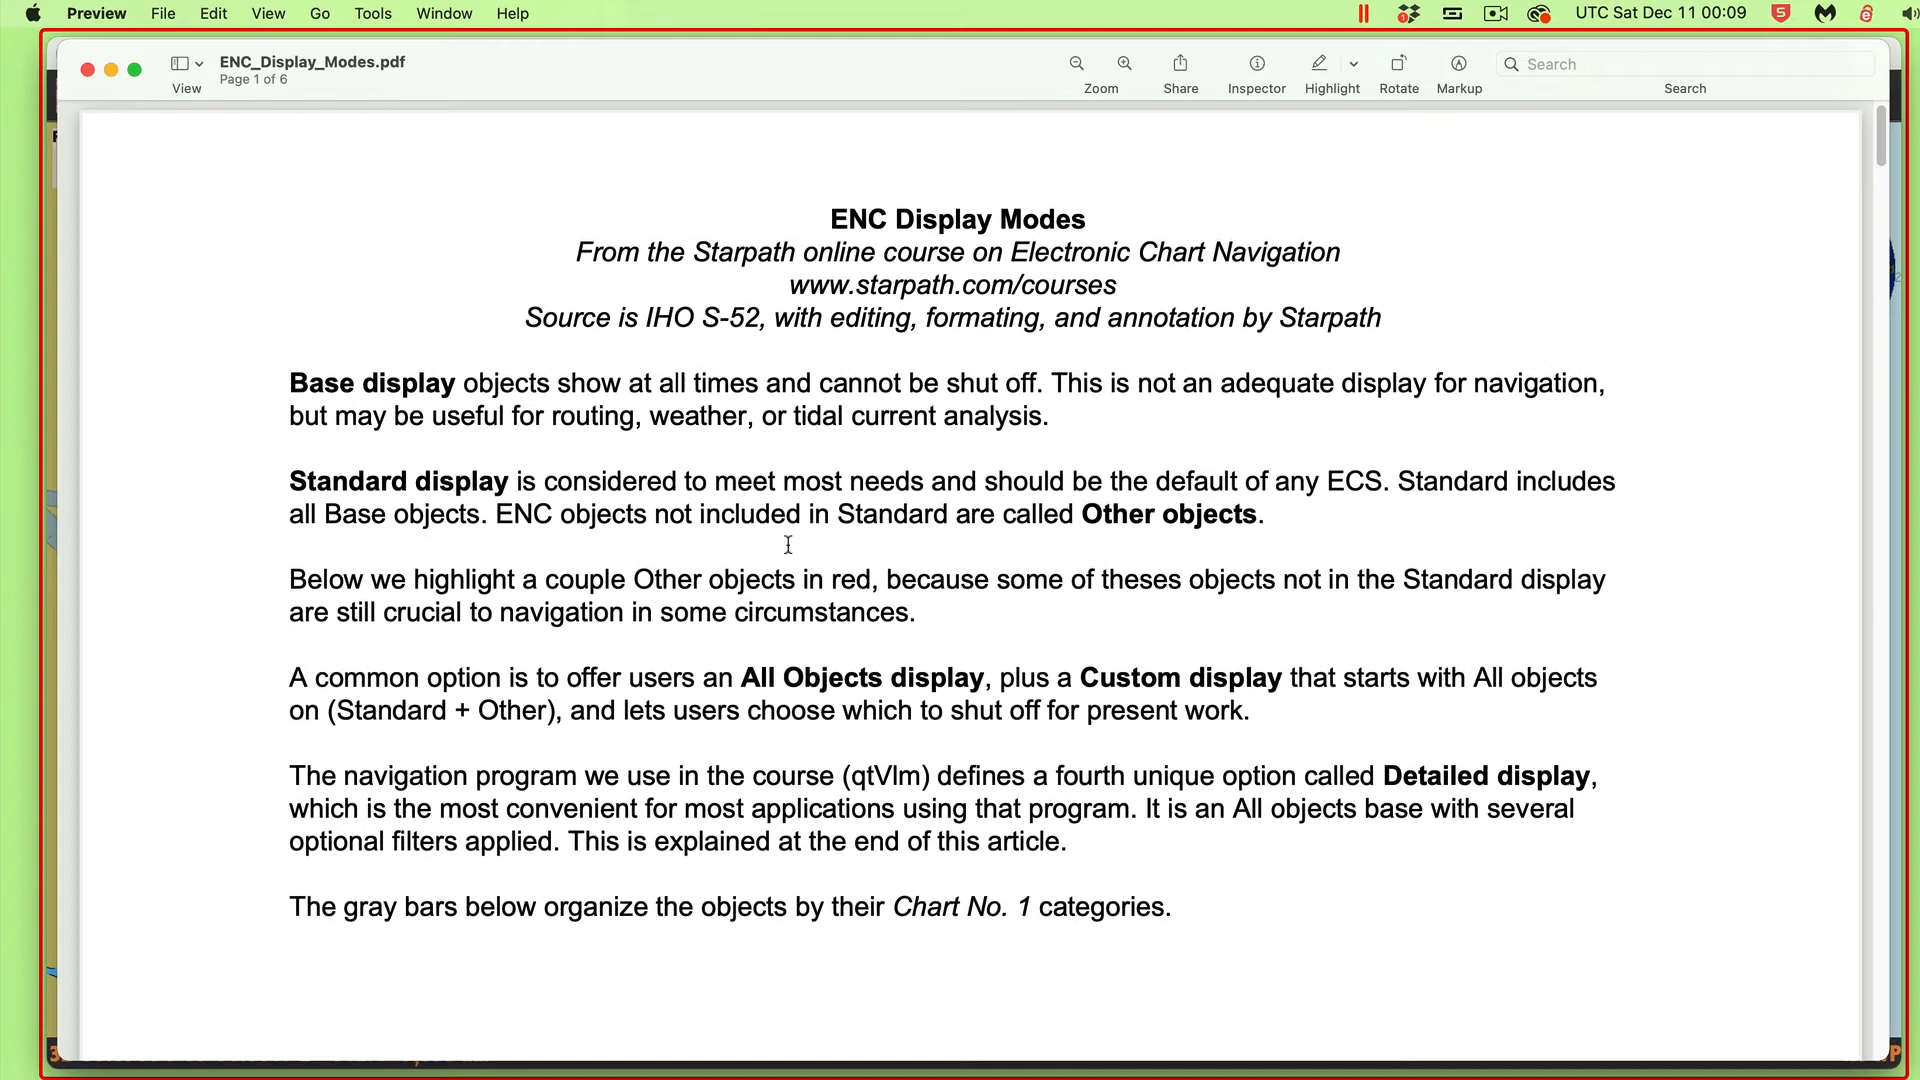 Preview File Edit View Go Tools Window Help UTC Sat Dec 11 00:09
ENC_Display_Modes.pdf
Page 1 of 6
View Zoom Share Inspector Highlight Rotate Markup Search
Search
ENC Display Modes
From the Starpath online course on Electronic Chart Navigation
www.starpath.com/courses
Source is IHO S-52, with editing, formating, and annotation by Starpath
Base display objects show at all times and cannot be shut off. This is not an adequate display for navigation,
but may be useful for routing, weather, or tidal current analysis.
Standard display is considered to meet most needs and should be the default of any ECS. Standard includes
all Base objects. ENC objects not included in Standard are called Other objects.
Below we highlight a couple Other objects in red, because some of theses objects not in the Standard display
are still crucial to navigation in some circumstances.
A common option is to offer users an All Objects display, plus a Custom display that starts with All objects
on (Standard + Other), and lets users choose which to shut off for present work.
The navigation program we use in the course (qtVlm) defines a fourth unique option called Detailed display,
which is the most convenient for most applications using that program. It is an All objects base with several
optional filters applied. This is explained at the end of this article.
The gray bars below organize the objects by their Chart No. 1 categories.